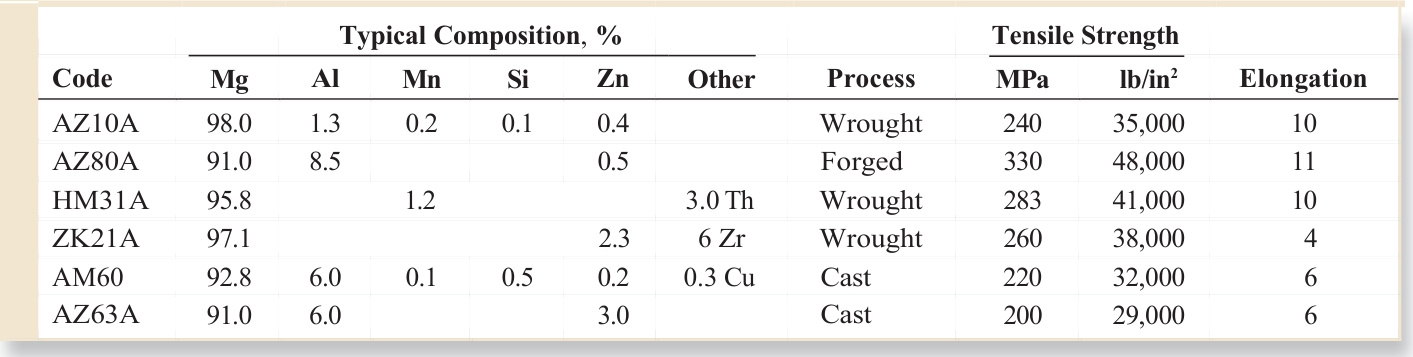 Typical Composition, % Tensile Strength
Code Mg Al Mn Si Zn Other Process MPa lb/in² Elongation
AZ10A 98.0 1.3 0.2 0.1 0.4 Wrought 240 35,000 10
AZ80A 91.0 8.5 0.5 Forged 330 48,000 11
HM31A 95.8 1.2 3.0 Th Wrought 283 41,000 10
ZK21A 97.1 2.3 6 Zr Wrought 260 38,000 4
AM60 92.8 6.0 0.1 0.5 0.2 0.3 Cu Cast 220 32,000 6
AZ63A 91.0 6.0 3.0 Cast 200 29,000 6